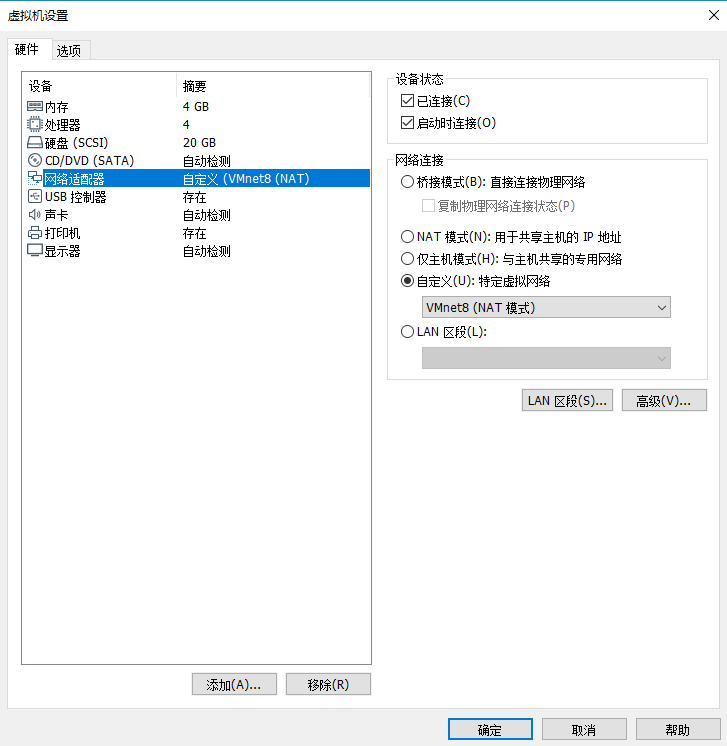 虚拟机设置
硬件 选项
设备 摘要
内存 4 GB
处理器 4
硬盘 (SCSI) 20 GB
CD/DVD (SATA) 自动检测
网络适配器 自定义 (VMnet8 (NAT)
USB 控制器 存在
声卡 自动检测
打印机 存在
显示器 自动检测
添加(A)... 移除(R)
设备状态
已连接(C)
启动时连接(O)
网络连接
桥接模式(B): 直接连接物理网络
复制物理网络连接状态(P)
NAT 模式(N): 用于共享主机的 IP 地址
仅主机模式(H): 与主机共享的专用网络
自定义(U): 特定虚拟网络
VMnet8 (NAT 模式)
LAN 区段(L):
LAN 区段(S)... 高级(V)...
确定 取消 帮助